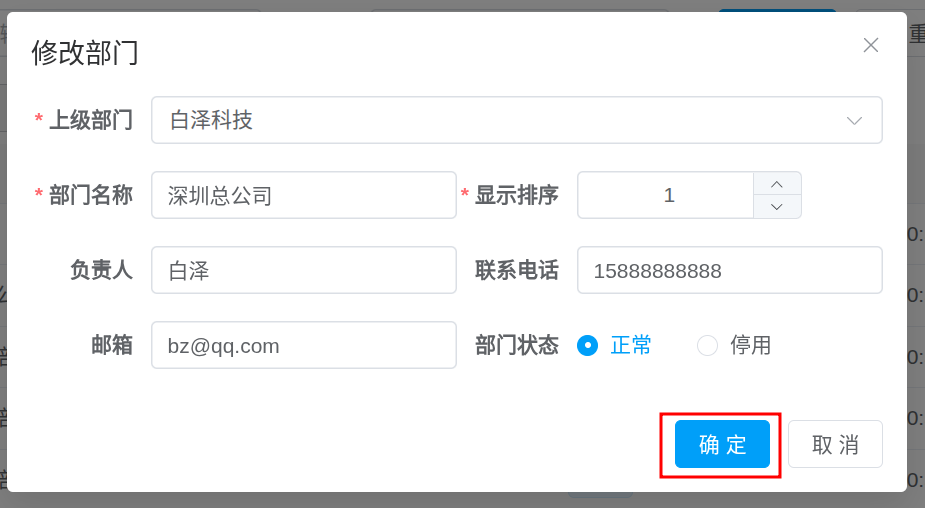 修改部门
* 上级部门 白泽科技
* 部门名称 深圳总公司 * 显示排序 1
负责人 白泽 联系电话 15888888888
邮箱 bz@qq.com 部门状态 正常 停用
确 定 取 消